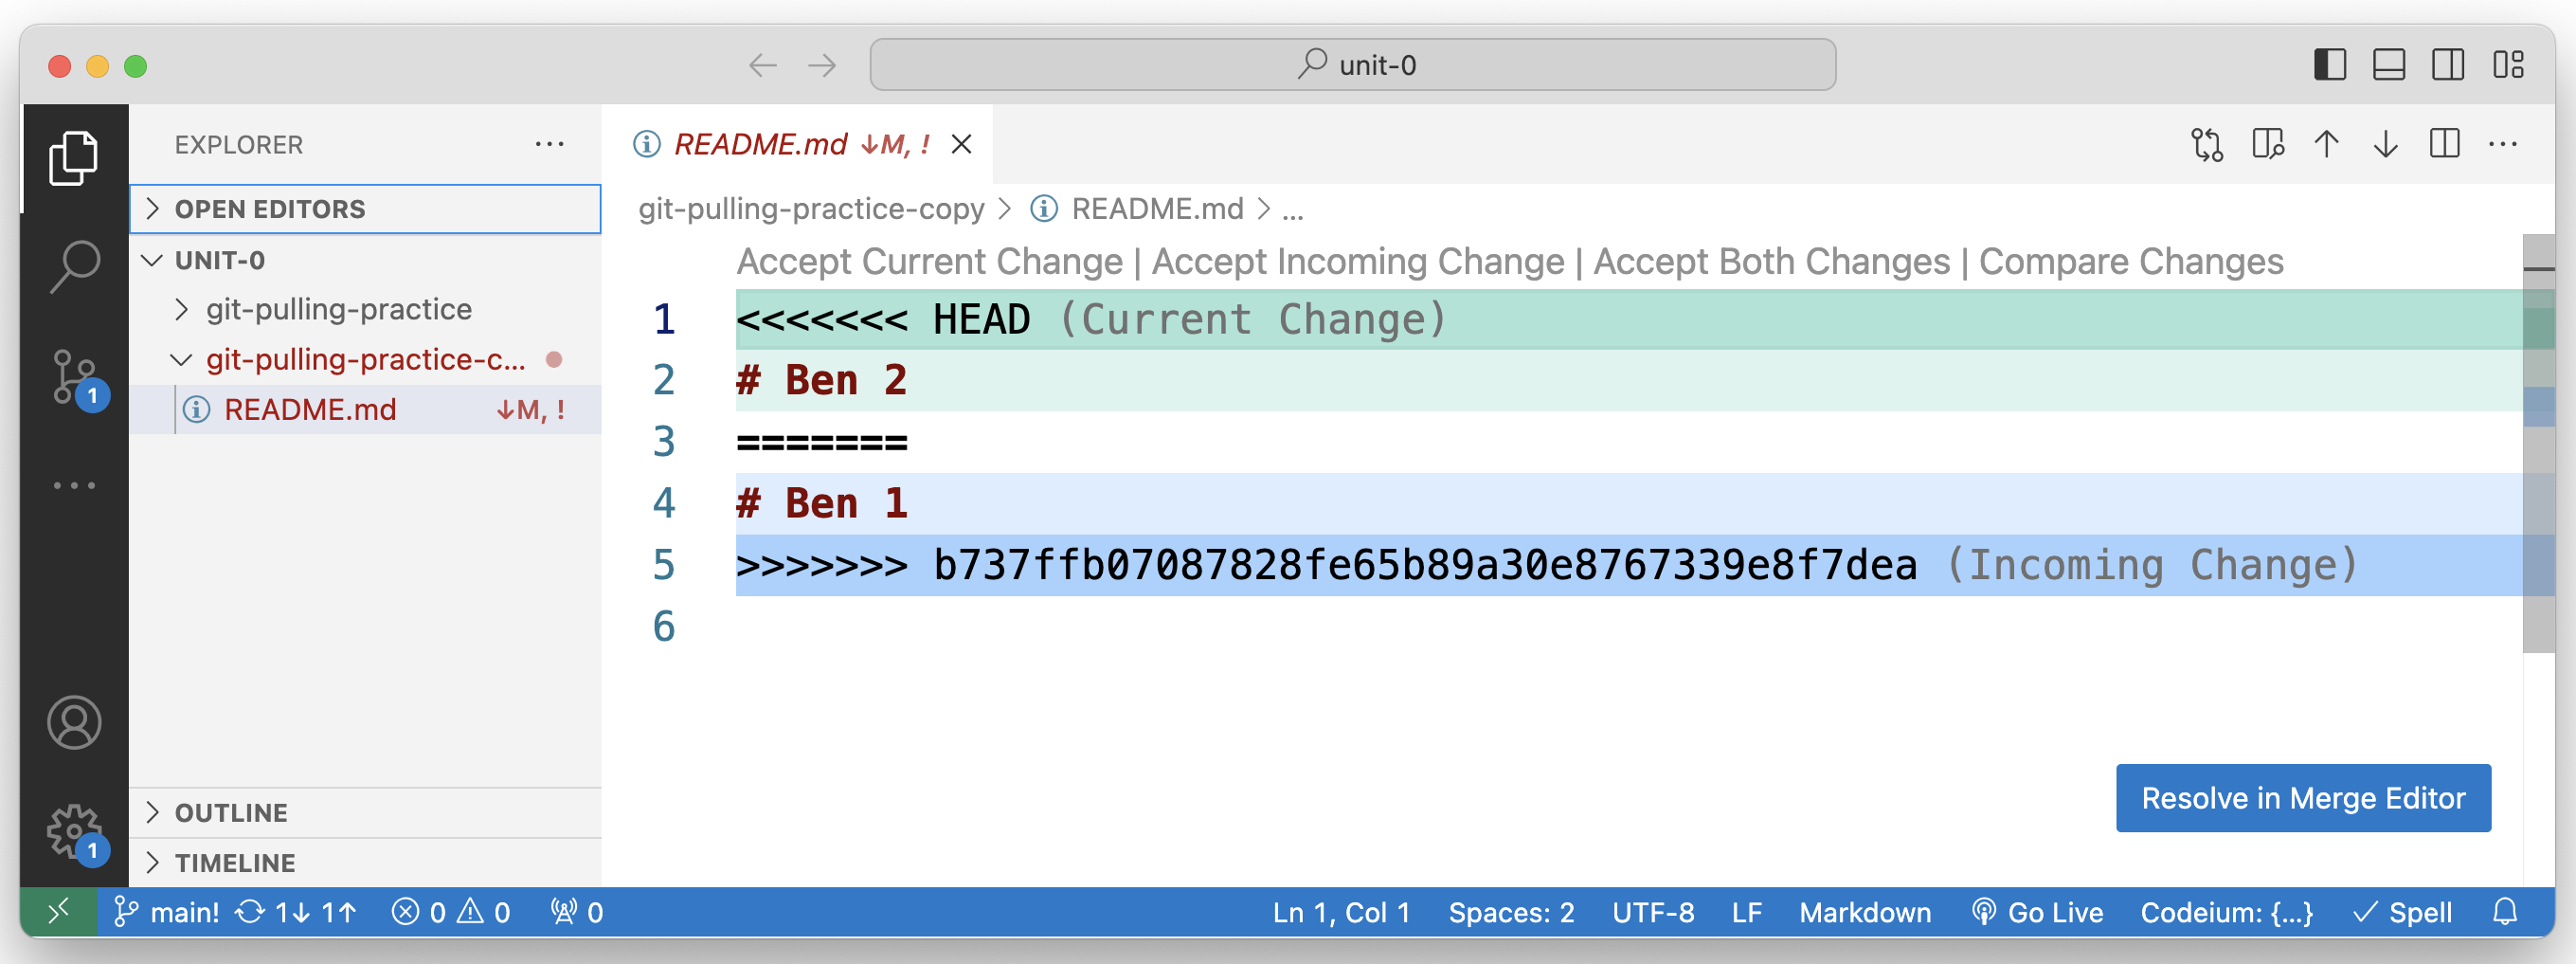 unit-0
EXPLORER
OPEN EDITORS
UNIT-0
git-pulling-practice
git-pulling-practice-c...
README.md ↓M, !
OUTLINE
TIMELINE
README.md ↓M, !
git-pulling-practice-copy > README.md > ...
Accept Current Change | Accept Incoming Change | Accept Both Changes | Compare Changes
1 <<<<<<< HEAD (Current Change)
2 # Ben 2
3 =======
4 # Ben 1
5 >>>>>>> b737ffb07087828fe65b89a30e8767339e8f7dea (Incoming Change)
6
Resolve in Merge Editor
1
1
main! 1↓ 1↑ 0 0 0 Ln 1, Col 1 Spaces: 2 UTF-8 LF Markdown Go Live Codeium: {...} Spell